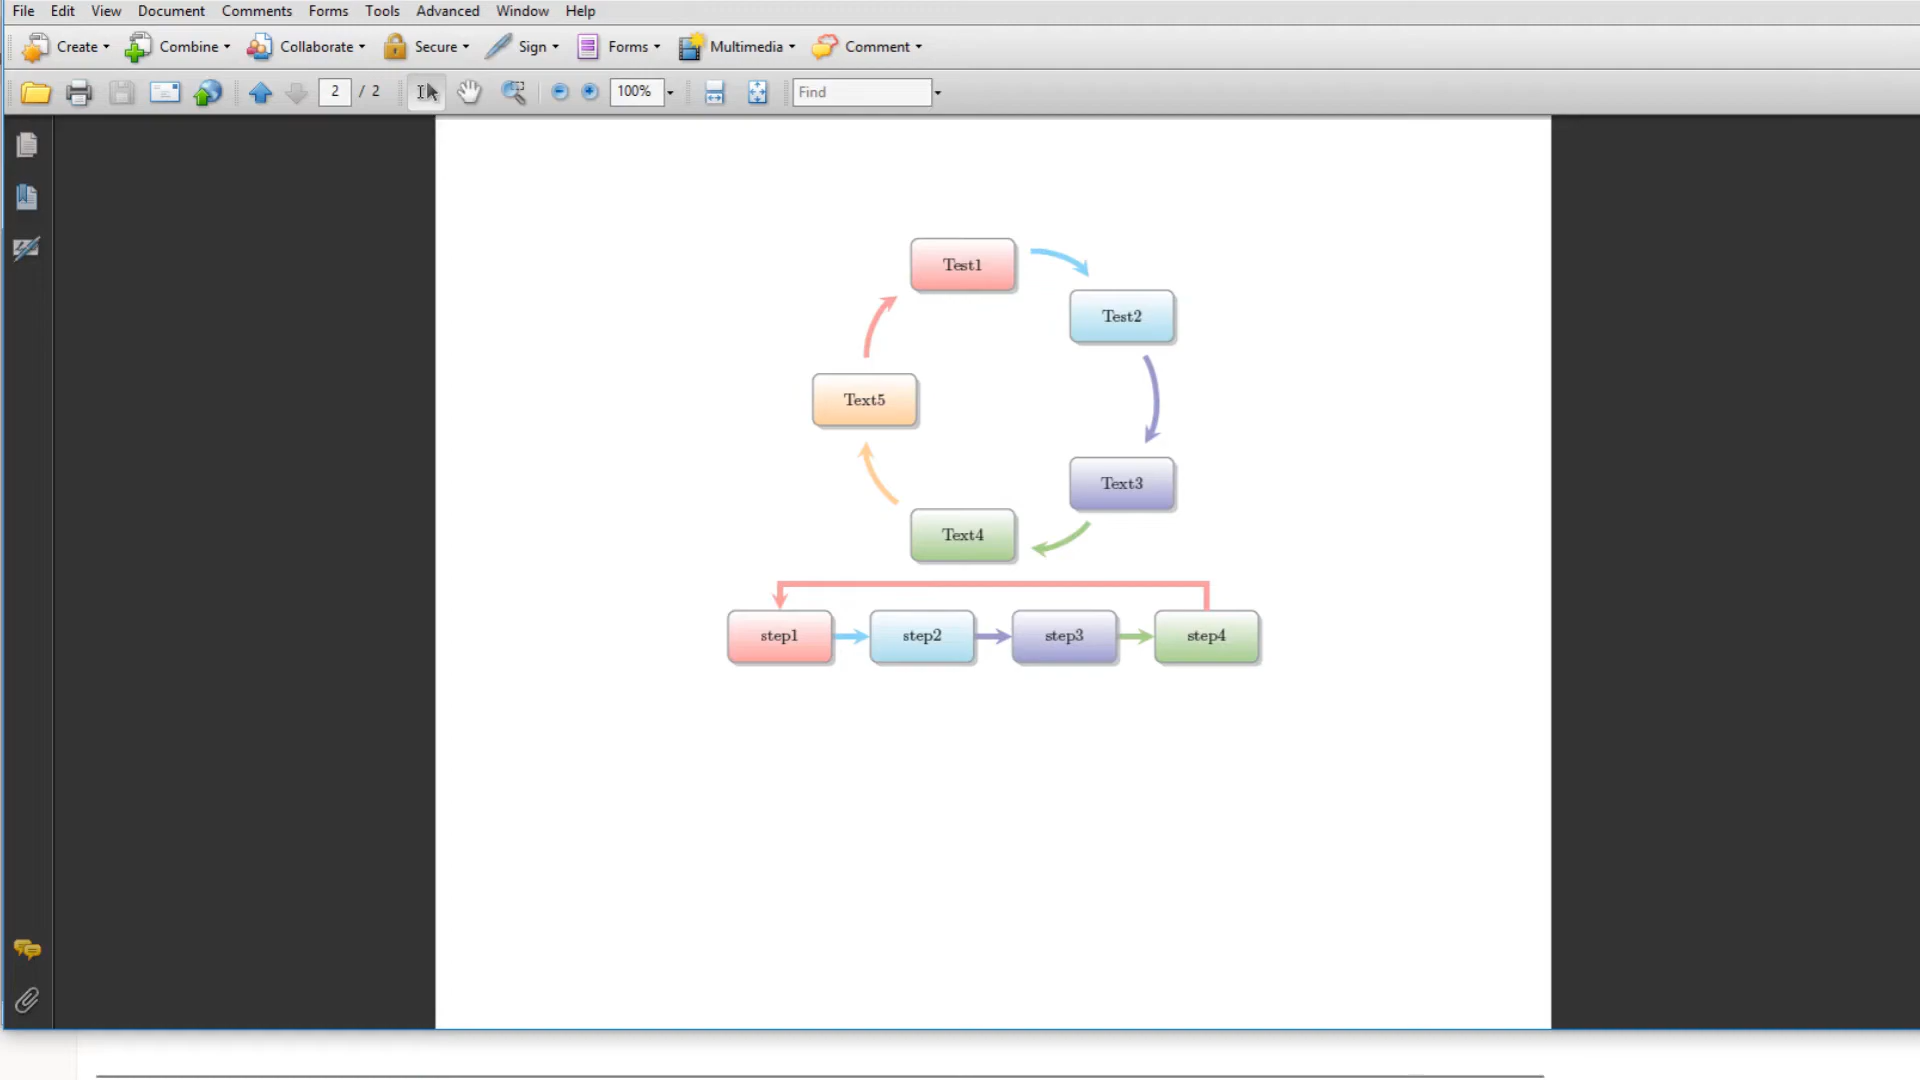 File Edit View Document Comments Forms Tools Advanced Window Help
Create Combine Collaborate Secure Sign Forms Multimedia Comment
2 / 2 100% Find
Test1
Test2
Text5
Text3
Text4
step1 step2 step3 step4